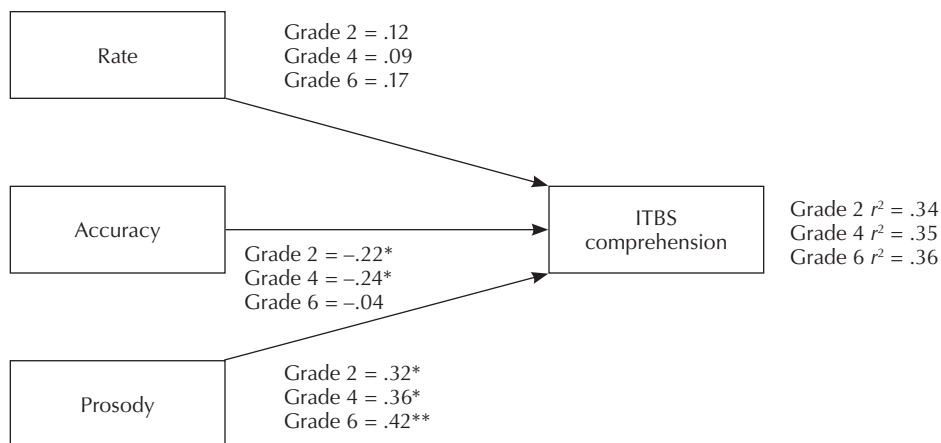 Rate
Grade 2 = .12
Grade 4 = .09
Grade 6 = .17
Accuracy
Grade 2 = –.22*
Grade 4 = –.24*
Grade 6 = –.04
ITBS
comprehension
Grade 2 r² = .34
Grade 4 r² = .35
Grade 6 r² = .36
Prosody
Grade 2 = .32*
Grade 4 = .36*
Grade 6 = .42**